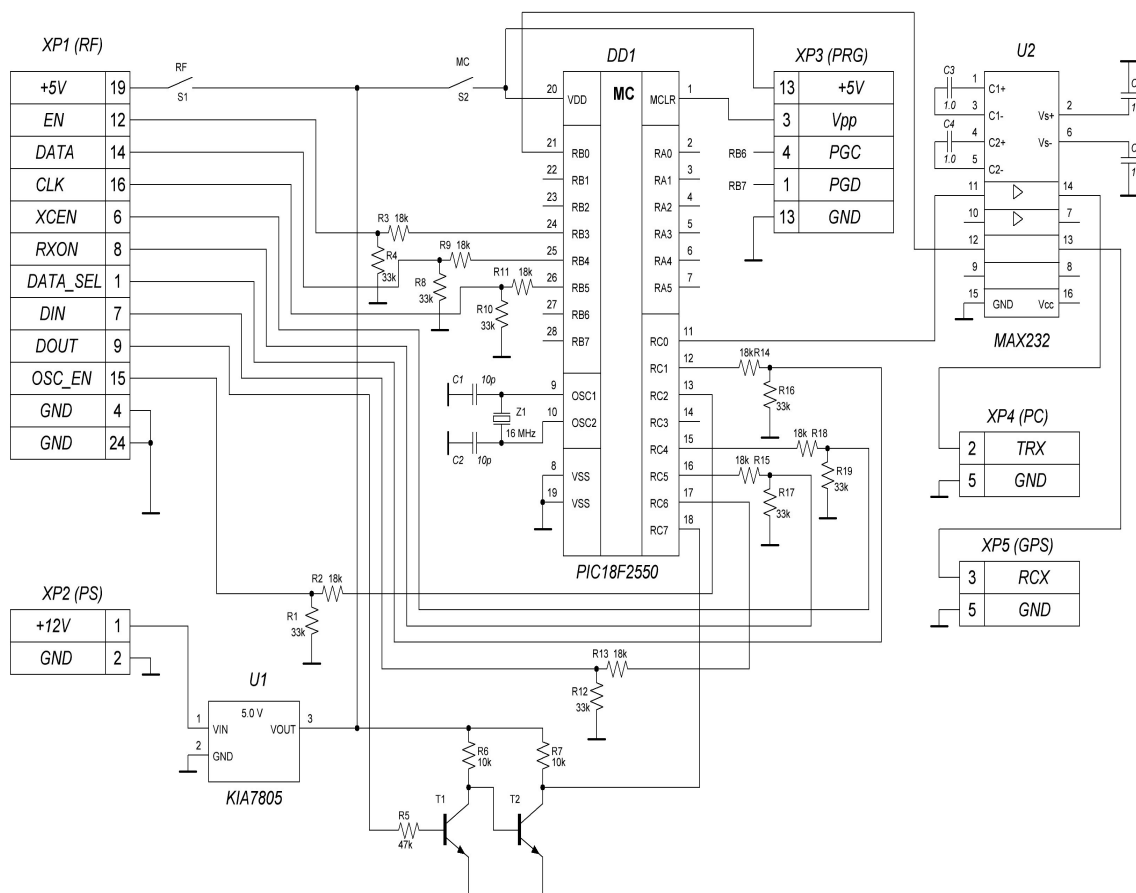 XP1 (RF)
+5V 19
EN 12
DATA 14
CLK 16
XCEN 6
RXON 8
DATA_SEL 1
DIN 7
DOUT 9
OSC_EN 15
GND 4
GND 24
RF
S1
MC
S2
XP2 (PS)
+12V 1
GND 2
U1
5.0 V
1 VIN VOUT 3
2 GND
KIA7805
DD1
MC
20 VDD
21 RB0
22 RB1
23 RB2
24 RB3
25 RB4
26 RB5
27 RB6
28 RB7
9 OSC1
10 OSC2
8 VSS
19 VSS
MCLR 1
RA0 2
RA1 3
RA2 4
RA3 5
RA4 6
RA5 7
RC0 11
RC1 12
RC2 13
RC3 14
RC4 15
RC5 16
RC6 17
RC7 18
PIC18F2550
R3 18k
R4
33k
R9 18k
R8
33k
R11 18k
R10
33k
C1 10p
Z1
16 MHz
C2 10p
R2 18k
R1
33k
18k R14
R16
33k
18k R18
R19
33k
18k R15
R17
33k
R13 18k
R12
33k
R6
10k
R7
10k
R5
47k
T1
T2
XP3 (PRG)
13 +5V
3 Vpp
RB6 4 PGC
RB7 1 PGD
13 GND
U2
C3
1.0
C4
1.0
1 C1+
3 C1-
4 C2+
5 C2-
Vs+ 2
Vs- 6
11 14
10 7
12 13
9 8
15 GND Vcc 16
MAX232
C
1
C
1
XP4 (PC)
2 TRX
5 GND
XP5 (GPS)
3 RCX
5 GND